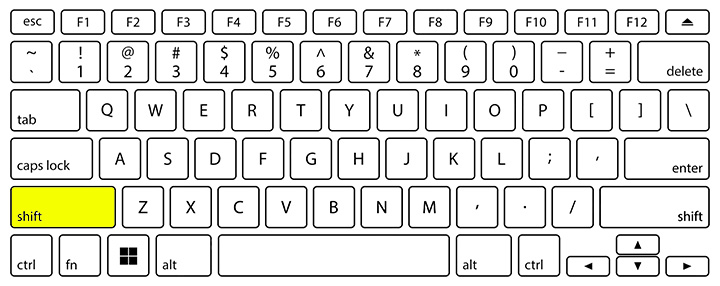 esc F1 F2 F3 F4 F5 F6 F7 F8 F9 F10 F11 F12
~ ! @ # $ % ^ & * ( ) _ +
` 1 2 3 4 5 6 7 8 9 0 - = delete
tab Q W E R T Y U I O P [ ] \
caps lock A S D F G H J K L ; ' enter
shift Z X C V B N M , . / shift
ctrl fn alt alt ctrl